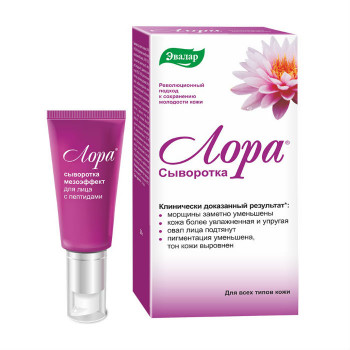 Эвалар
Революционный
подход
к сохранению
молодости кожи
Лора®
Сыворотка
Клинически доказанный результат*:
• морщины заметно уменьшены
• кожа более увлажненная и упругая
• овал лица подтянут
• пигментация уменьшена,
тон кожи выровнен
Для всех типов кожи
Лора®
сыворотка
мезоэффект
для лица
с пептидами